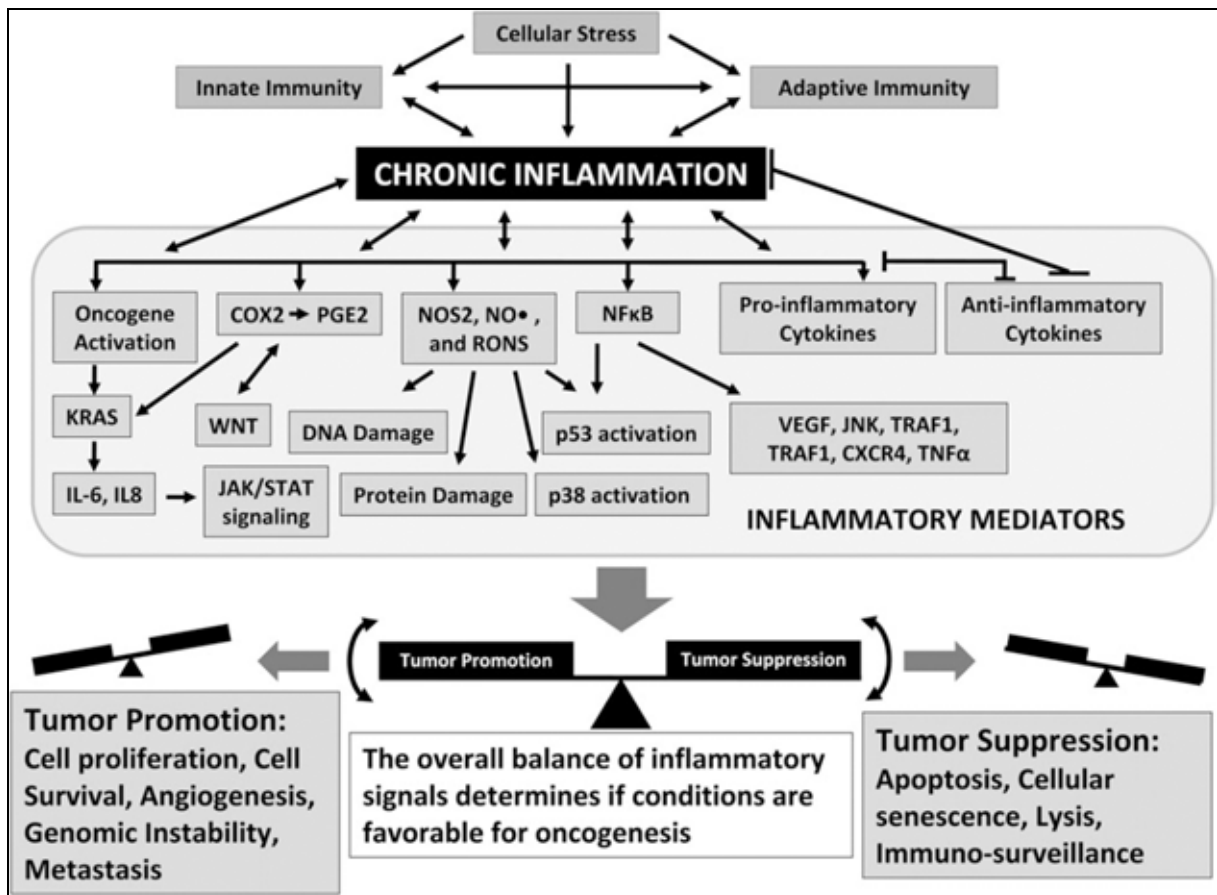 Cellular Stress
Innate Immunity
Adaptive Immunity
CHRONIC INFLAMMATION
Oncogene
Activation
COX2 → PGE2
NOS2, NO• ,
and RONS
NFκB
Pro-inflammatory
Cytokines
Anti-inflammatory
Cytokines
KRAS
WNT
DNA Damage
p53 activation
VEGF, JNK, TRAF1,
TRAF1, CXCR4, TNFα
IL-6, IL8
JAK/STAT
signaling
Protein Damage
p38 activation
INFLAMMATORY MEDIATORS
Tumor Promotion
Tumor Suppression
Tumor Promotion:
Cell proliferation, Cell
Survival, Angiogenesis,
Genomic Instability,
Metastasis
The overall balance of inflammatory
signals determines if conditions are
favorable for oncogenesis
Tumor Suppression:
Apoptosis, Cellular
senescence, Lysis,
Immuno-surveillance